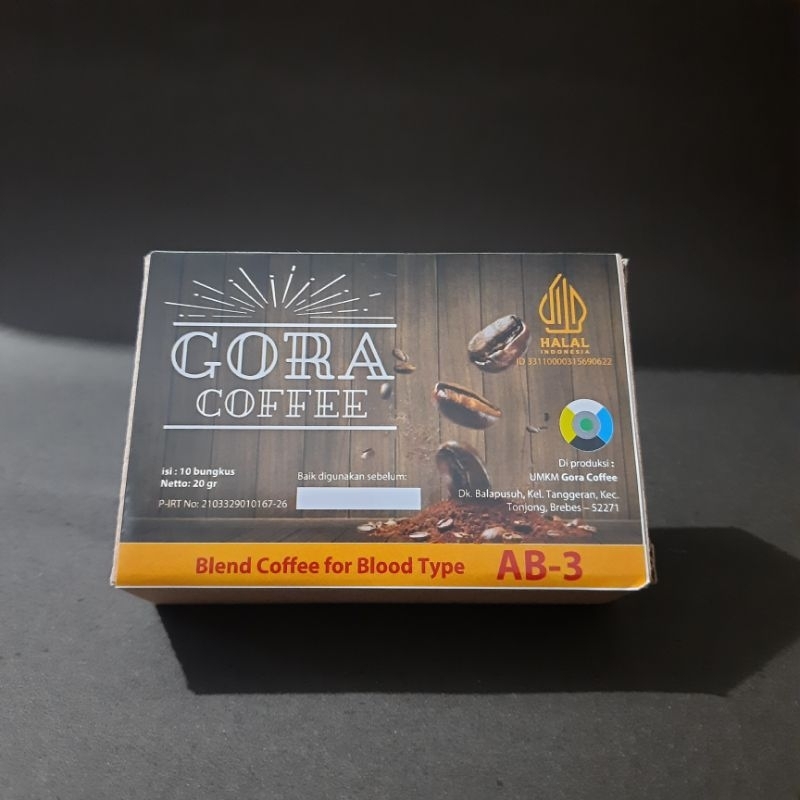 GORA
COFFEE
HALAL
INDONESIA
ID 33110000315690622
isi : 10 bungkus
Netto: 20 gr
P-IRT No: 2103329010167-26
Baik digunakan sebelum:
Di produksi :
UMKM Gora Coffee
Dk. Balapusuh, Kel. Tanggeran, Kec.
Tonjong, Brebes – 52271
Blend Coffee for Blood Type AB-3